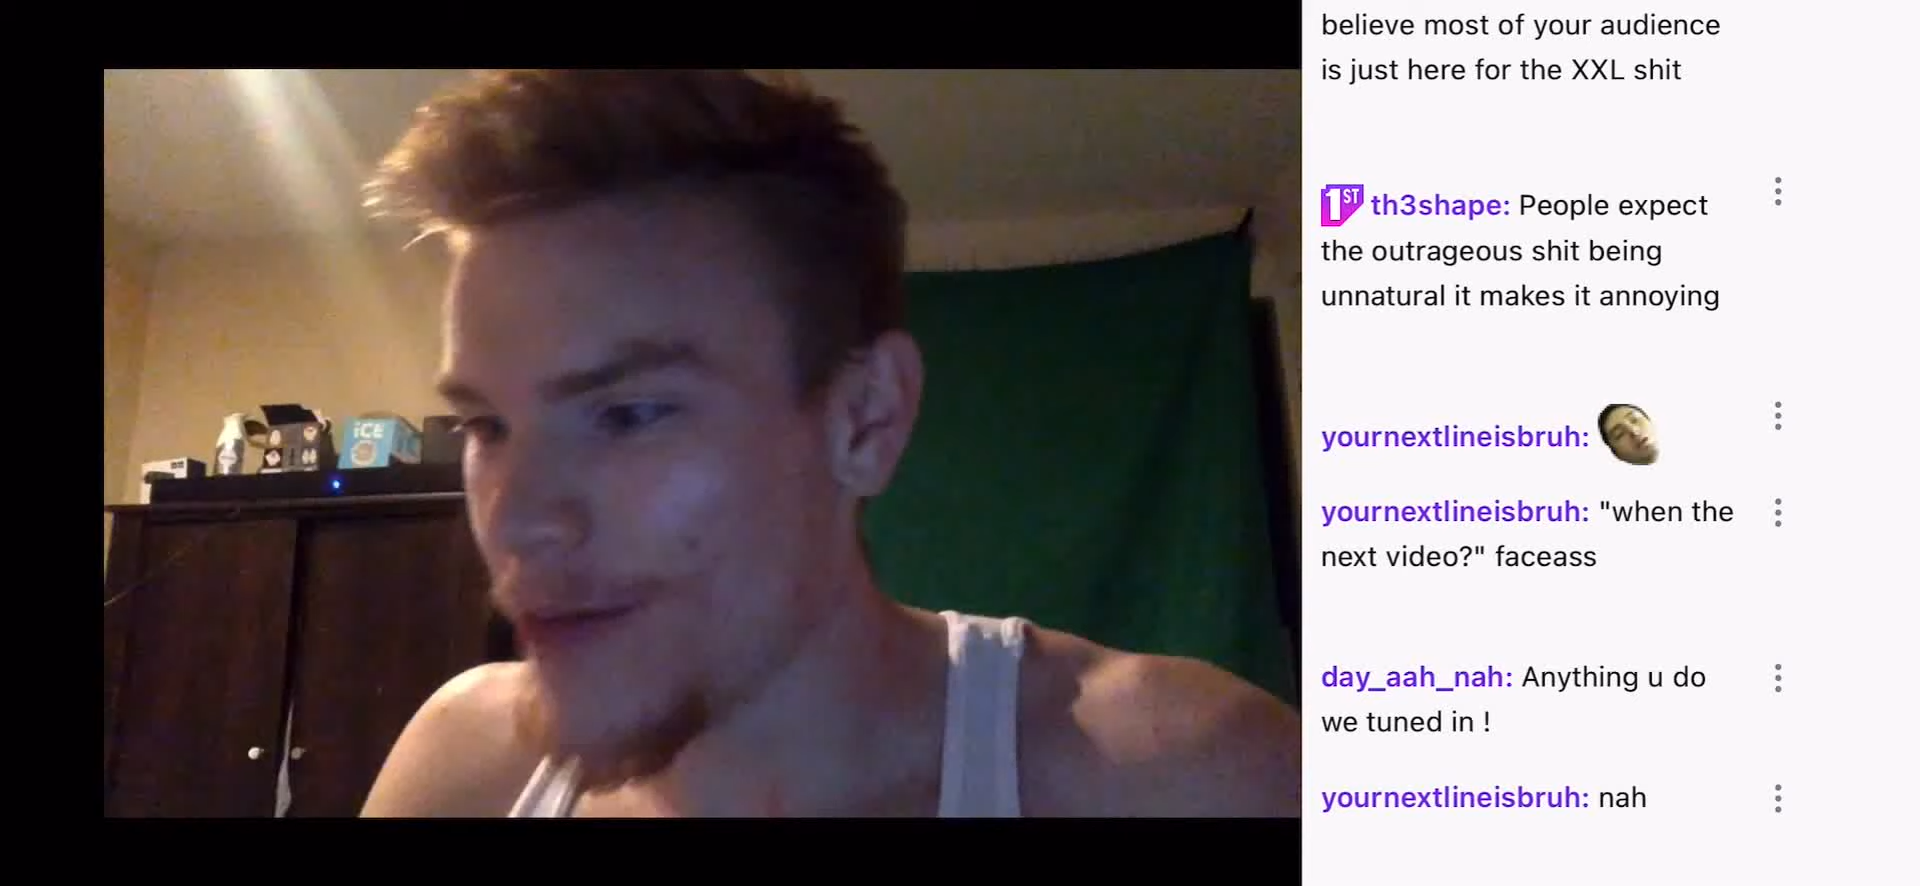 believe most of your audience
is just here for the XXL shit
1ST th3shape: People expect
the outrageous shit being
unnatural it makes it annoying
yournextlineisbruh:
yournextlineisbruh: "when the
next video?" faceass
day_aah_nah: Anything u do
we tuned in !
yournextlineisbruh: nah
iCE